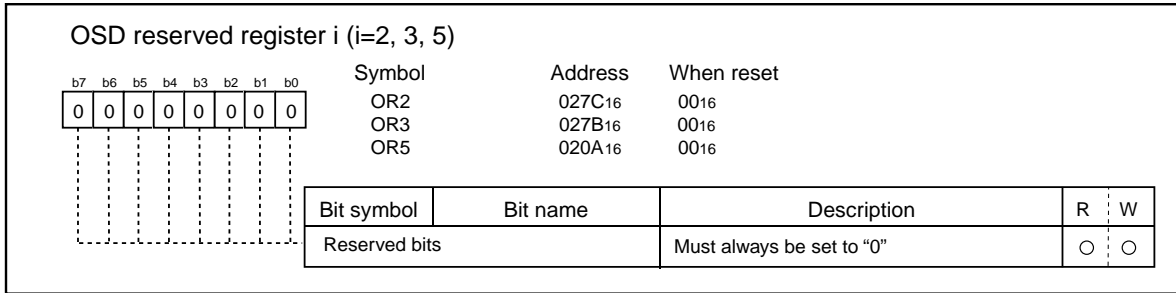 OSD reserved register i (i=2, 3, 5)
b7 b6 b5 b4 b3 b2 b1 b0
0 0 0 0 0 0 0 0
Symbol Address When reset
OR2 027C16 0016
OR3 027B16 0016
OR5 020A16 0016
Bit symbol Bit name Description R W
Reserved bits Must always be set to “0”